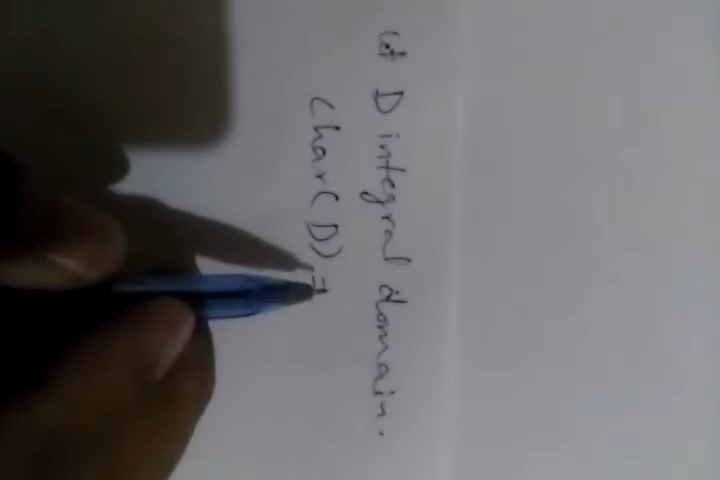 let D integral domain.
Char(D) =